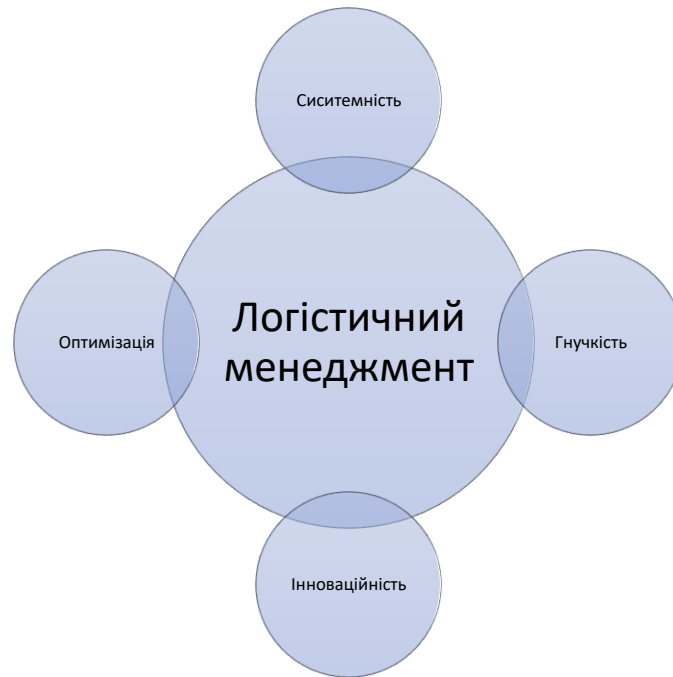 Сиситемність
Логістичний
менеджмент
Оптимізація
Гнучкість
Інноваційність